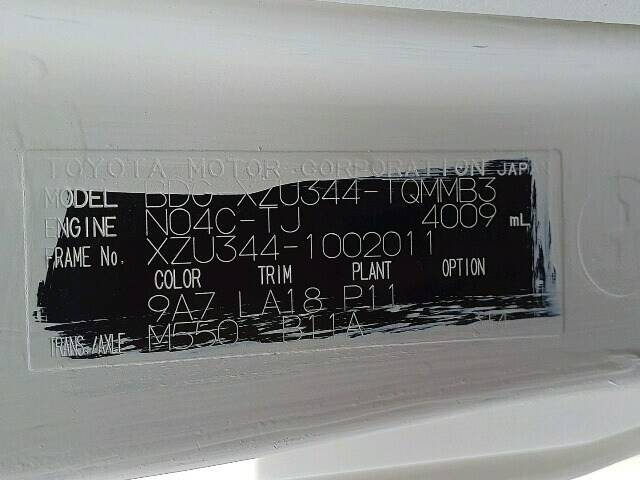 TOYOTA MOTOR CORPORATION JAPAN
MODEL BDG-XZU344-TQMMB3
ENGINE N04C-TJ 4009 mL
FRAME No. XZU344-1002011
COLOR TRIM PLANT OPTION
9A7 LA18 P11
TRANS./AXLE M550 B11A